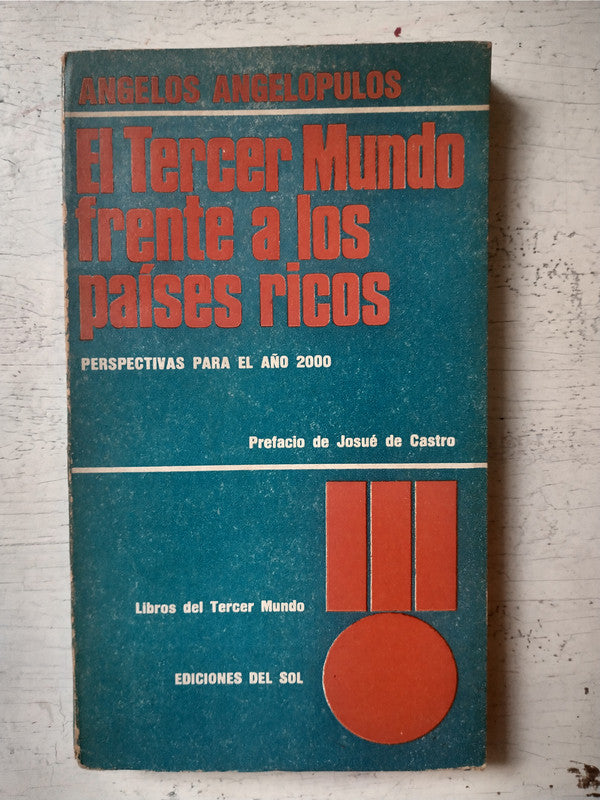 ANGELOS ANGELOPULOS
El Tercer Mundo
frente a los
países ricos
PERSPECTIVAS PARA EL AÑO 2000
Prefacio de Josué de Castro
Libros del Tercer Mundo
EDICIONES DEL SOL